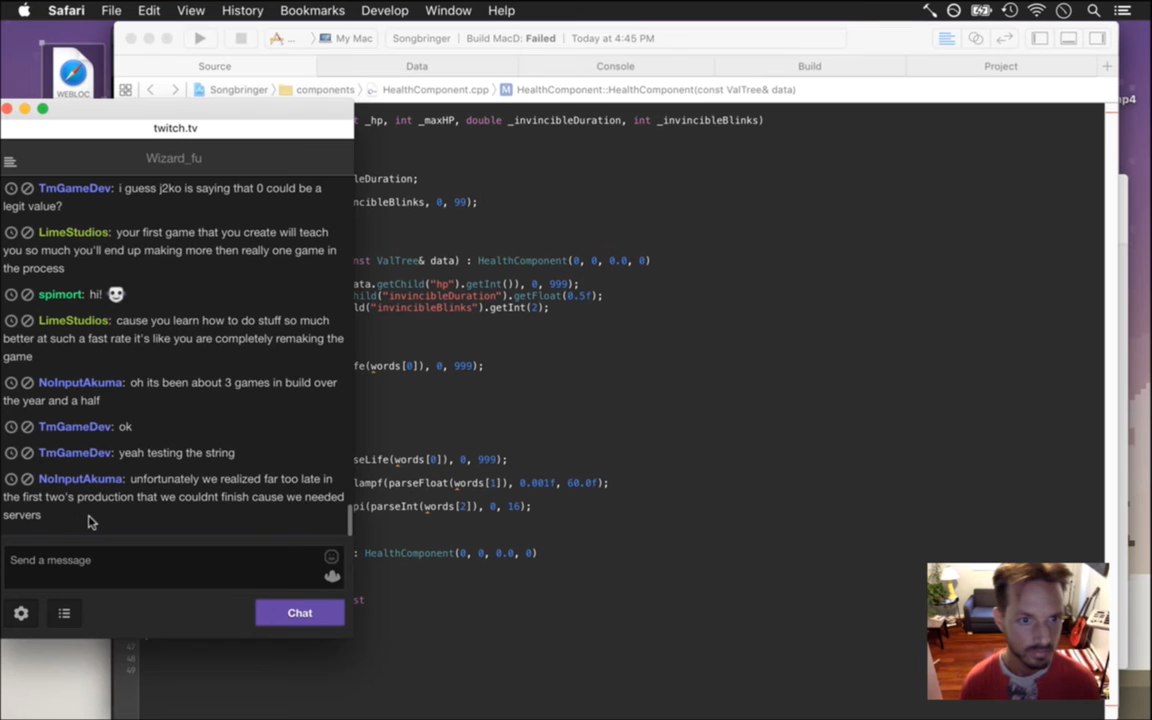 Safari File Edit View History Bookmarks Develop Window Help
WEBLOC
... My Mac Songbringer Build MacD: Failed Today at 4:45 PM
Source Data Console Build Project
Songbringer components HealthComponent.cpp M HealthComponent::HealthComponent(const ValTree& data)
mp4
twitch.tv
Wizard_fu
TmGameDev: i guess j2ko is saying that 0 could be a
legit value?
LimeStudios: your first game that you create will teach
you so much you'll end up making more then really one game in
the process
spimort: hi!
LimeStudios: cause you learn how to do stuff so much
better at such a fast rate it's like you are completely remaking the
game
NoInputAkuma: oh its been about 3 games in build over
the year and a half
TmGameDev: ok
TmGameDev: yeah testing the string
NoInputAkuma: unfortunately we realized far too late in
the first two's production that we couldnt finish cause we needed
servers
Send a message
Chat
t _hp, int _maxHP, double _invincibleDuration, int _invincibleBlinks)
leDuration;
ncibleBlinks, 0, 99);
nst ValTree& data) : HealthComponent(0, 0, 0.0, 0)
ata.getChild("hp").getInt()), 0, 999);
hild("invincibleDuration").getFloat(0.5f);
ld("invincibleBlinks").getInt(2);
fe(words[0]), 0, 999);
seLife(words[0]), 0, 999);
lampf(parseFloat(words[1]), 0.001f, 60.0f);
pi(parseInt(words[2]), 0, 16);
: HealthComponent(0, 0, 0.0, 0)
st
47
48
49